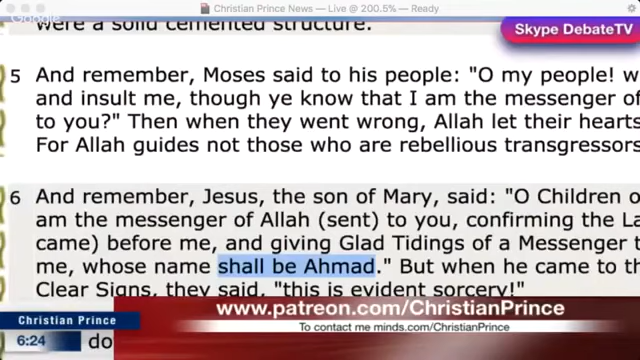 Christian Prince News — Live @ 200.5% — Ready
Google
were a solid cemented structure.
Skype DebateTV
5 And remember, Moses said to his people: "O my people! w
and insult me, though ye know that I am the messenger of
to you?" Then when they went wrong, Allah let their hearts
For Allah guides not those who are rebellious transgressors
6 And remember, Jesus, the son of Mary, said: "O Children o
am the messenger of Allah (sent) to you, confirming the La
came) before me, and giving Glad Tidings of a Messenger t
me, whose name shall be Ahmad." But when he came to th
Clear Signs, they said, "this is evident sorcery!"
www.patreon.com/ChristianPrince
Christian Prince
To contact me minds.com/ChristianPrince
6:24
do